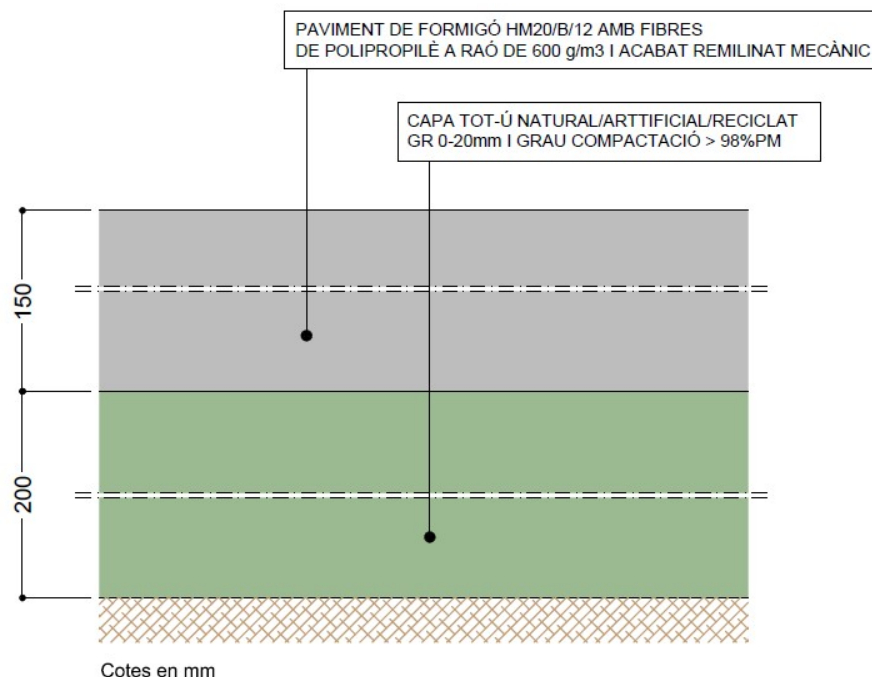 PAVIMENT DE FORMIGÓ HM20/B/12 AMB FIBRES
DE POLIPROPILÈ A RAÓ DE 600 g/m3 I ACABAT REMILINAT MECÀNIC
CAPA TOT-Ú NATURAL/ARTTIFICIAL/RECICLAT
GR 0-20mm I GRAU COMPACTACIÓ > 98%PM
150
200
Cotes en mm